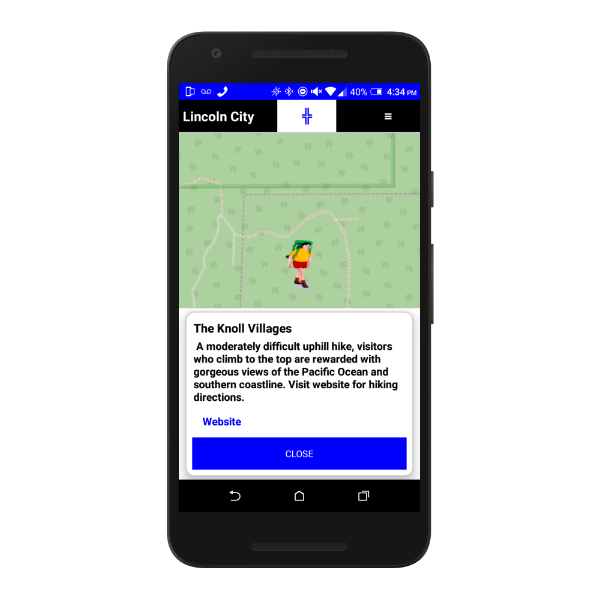 40% 4:34 PM
Lincoln City
The Knoll Villages
A moderately difficult uphill hike, visitors
who climb to the top are rewarded with
gorgeous views of the Pacific Ocean and
southern coastline. Visit website for hiking
directions.
Website
CLOSE